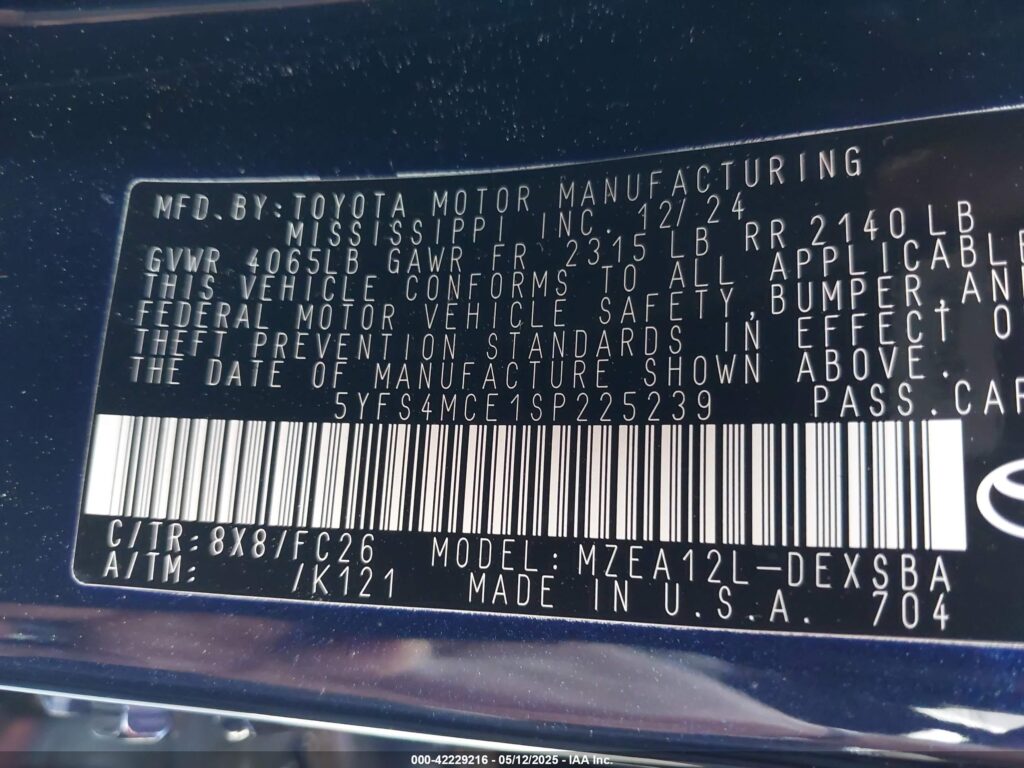 MFD.BY:TOYOTA MOTOR MANUFACTURING
MISSISSIPPI INC. 12/24
GVWR 4065LB GAWR FR 2315 LB RR 2140 LB
THIS VEHICLE CONFORMS TO ALL APPLICABLE
FEDERAL MOTOR VEHICLE SAFETY,BUMPER,AND
THEFT PREVENTION STANDARDS IN EFFECT O
THE DATE OF MANUFACTURE SHOWN ABOVE.
5YFS4MCE1SP225239 PASS.CAR
C/TR:8X8/FC26 MODEL:MZEA12L-DEXSBA
A/TM: /K121 MADE IN U.S.A. 704
000-42229216 - 05/12/2025 - IAA Inc.